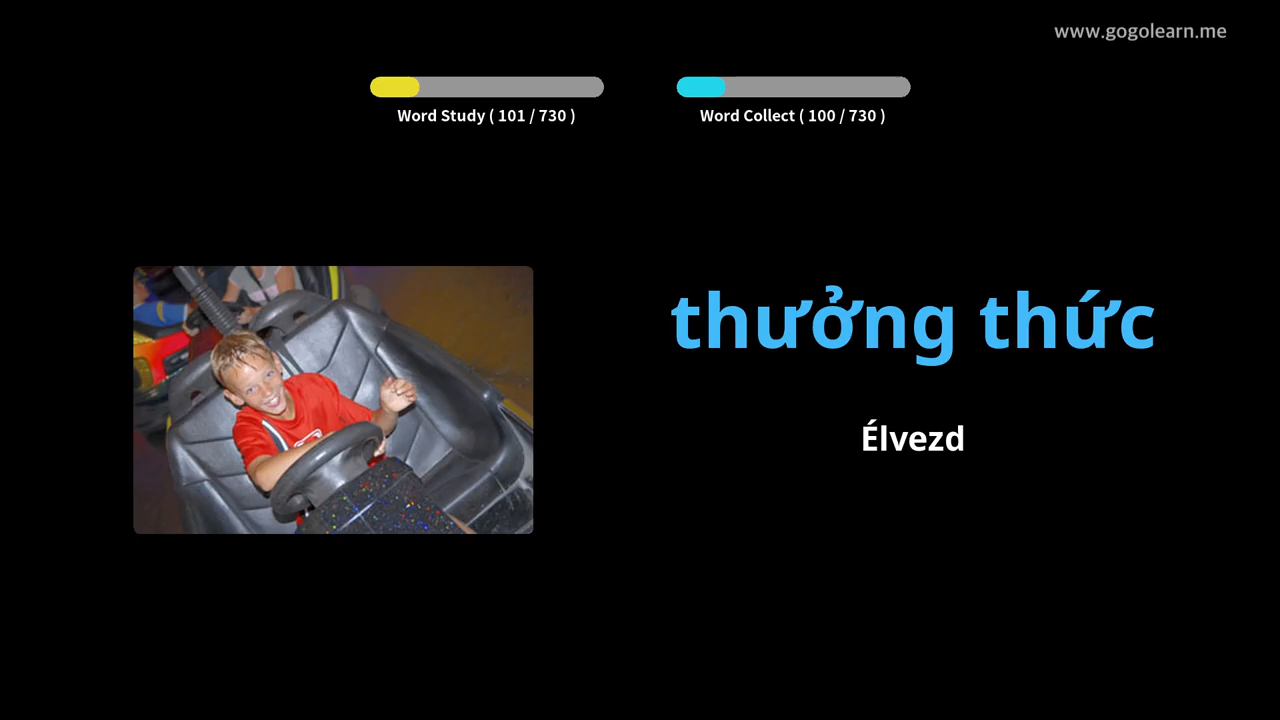 www.gogolearn.me
Word Study ( 101 / 730 )
Word Collect ( 100 / 730 )
thưởng thức
Élvezd